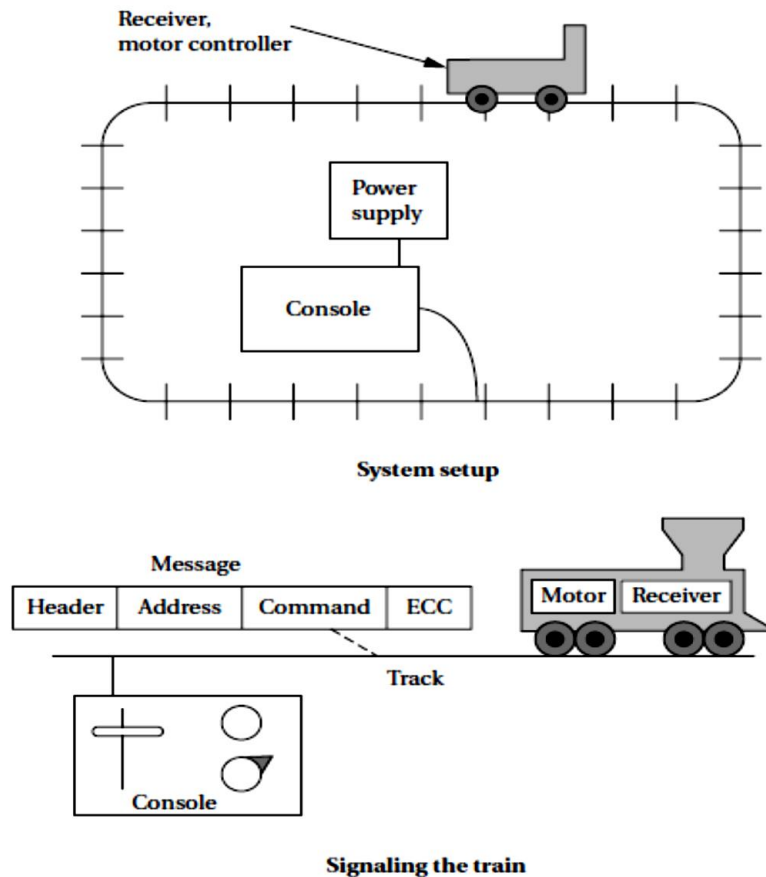 Receiver,
motor controller
Power
supply
Console
System setup
Message
Header Address Command ECC
Motor Receiver
Track
Console
Signaling the train